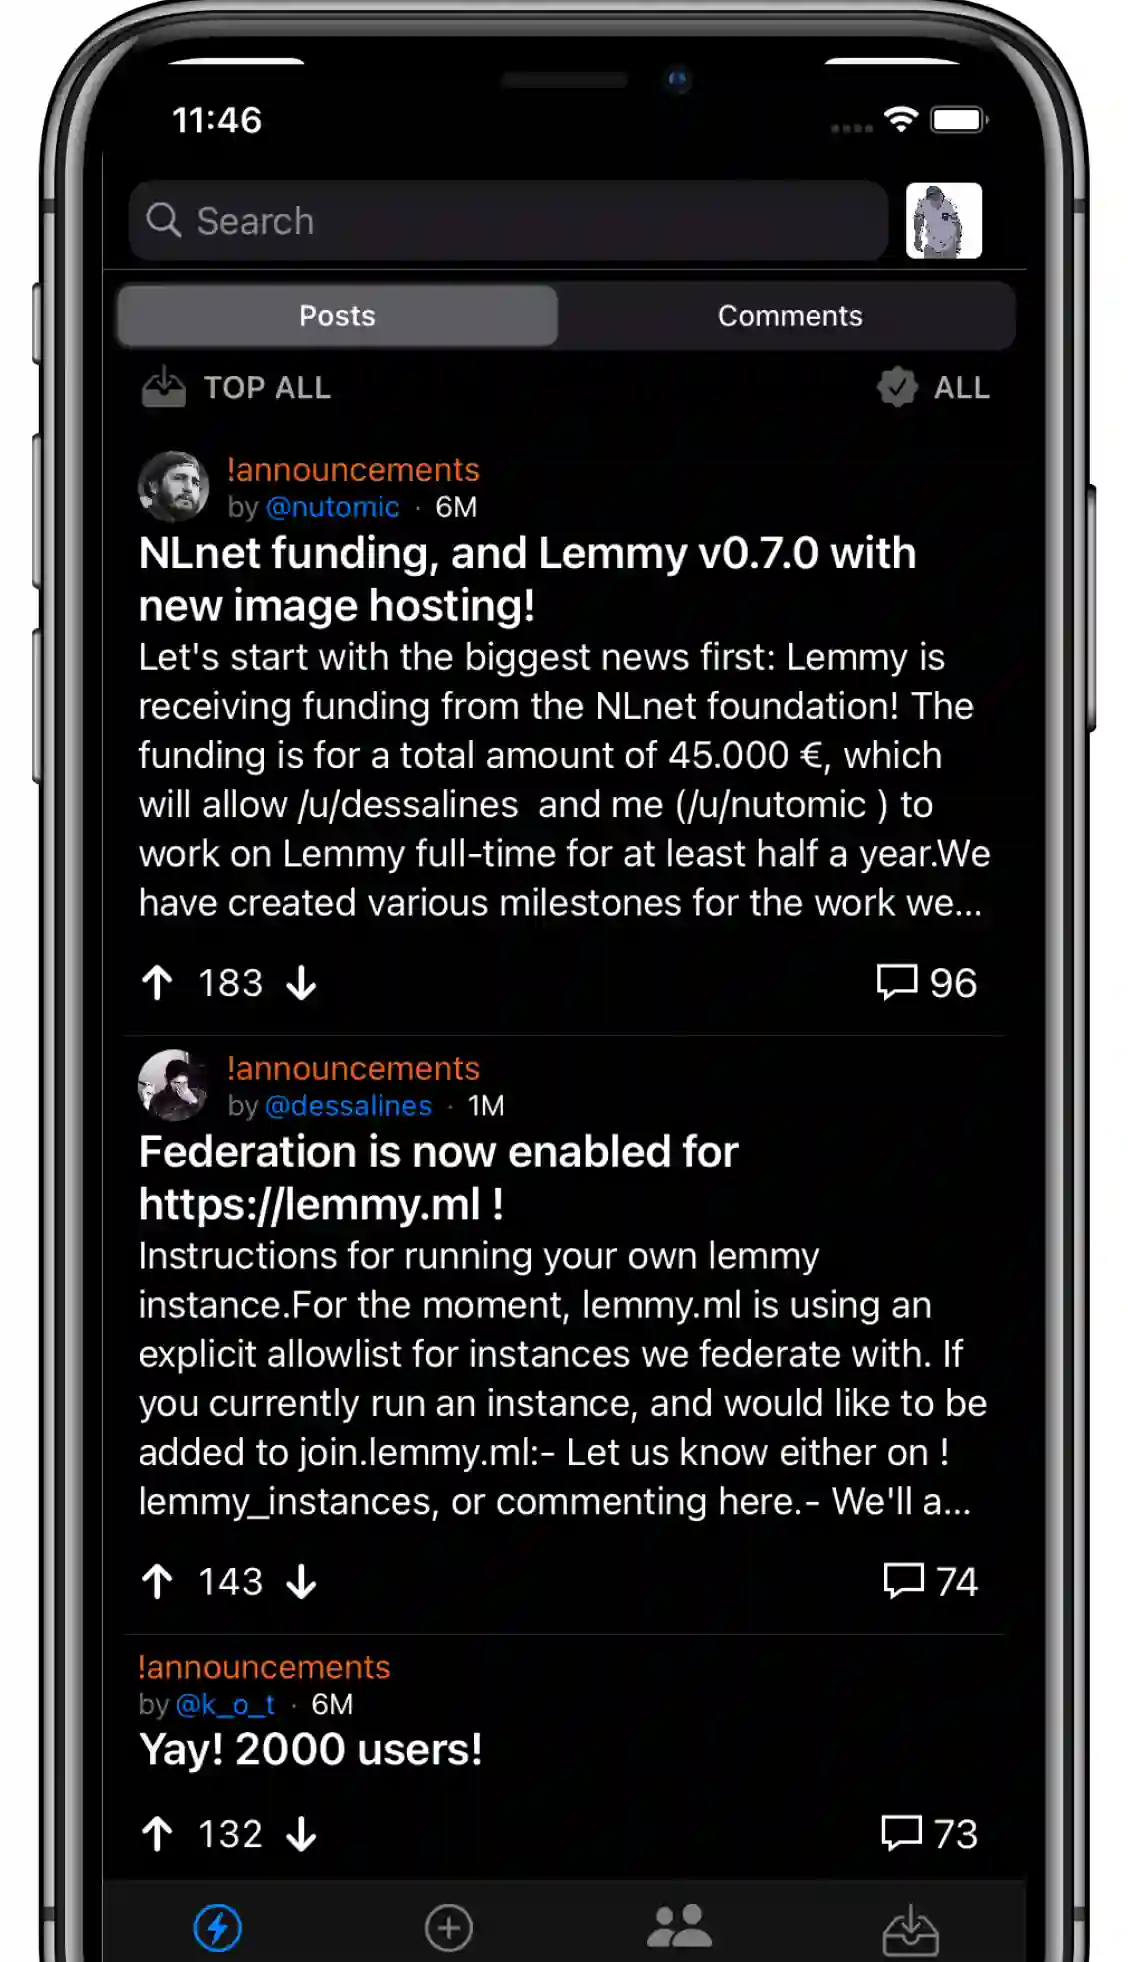 11:46
Search
Posts Comments
TOP ALL ALL
!announcements
by @nutomic · 6M
NLnet funding, and Lemmy v0.7.0 with
new image hosting!
Let's start with the biggest news first: Lemmy is
receiving funding from the NLnet foundation! The
funding is for a total amount of 45.000 €, which
will allow /u/dessalines  and me (/u/nutomic ) to
work on Lemmy full-time for at least half a year.We
have created various milestones for the work we...
183 96
!announcements
by @dessalines · 1M
Federation is now enabled for
https://lemmy.ml !
Instructions for running your own lemmy
instance.For the moment, lemmy.ml is using an
explicit allowlist for instances we federate with. If
you currently run an instance, and would like to be
added to join.lemmy.ml:- Let us know either on !
lemmy_instances, or commenting here.- We'll a...
143 74
!announcements
by @k_o_t · 6M
Yay! 2000 users!
132 73